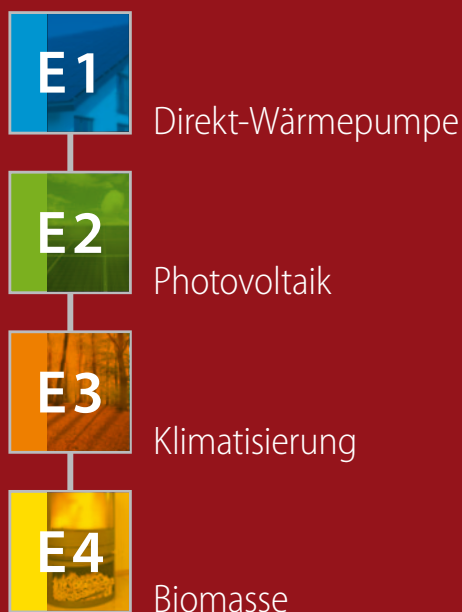 E1
Direkt-Wärmepumpe
E2
Photovoltaik
E3
Klimatisierung
E4
Biomasse